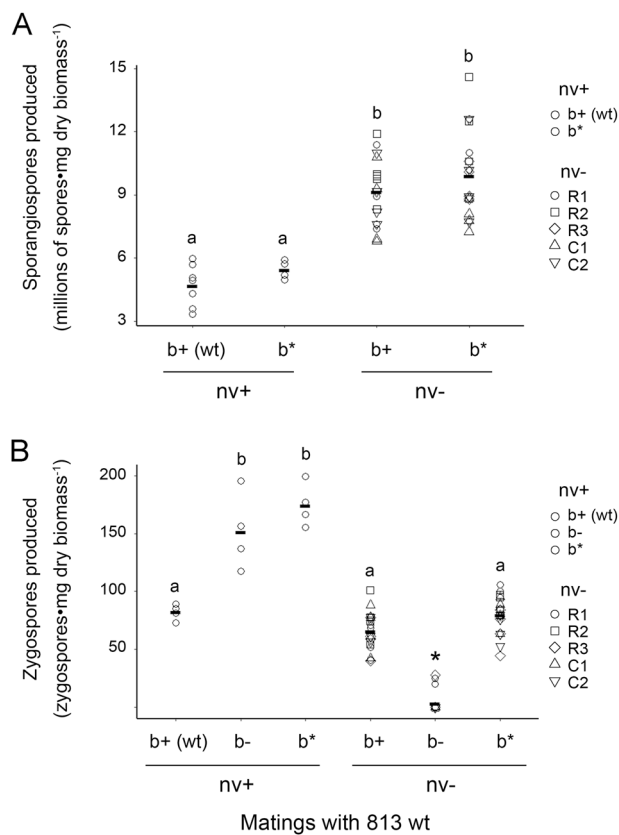 A
Sporangiospores produced
(millions of spores•mg dry biomass⁻¹)
15
12
9
6
3
a
a
b
b
b+ (wt)
b*
b+
b*
nv+
nv-
nv+
b+ (wt)
b*
nv-
R1
R2
R3
C1
C2
B
Zygospores produced
(zygospores•mg dry biomass⁻¹)
200
150
100
50
a
b
b
a
*
a
b+ (wt)
b-
b*
b+
b-
b*
nv+
nv-
nv+
b+ (wt)
b-
b*
nv-
R1
R2
R3
C1
C2
Matings with 813 wt